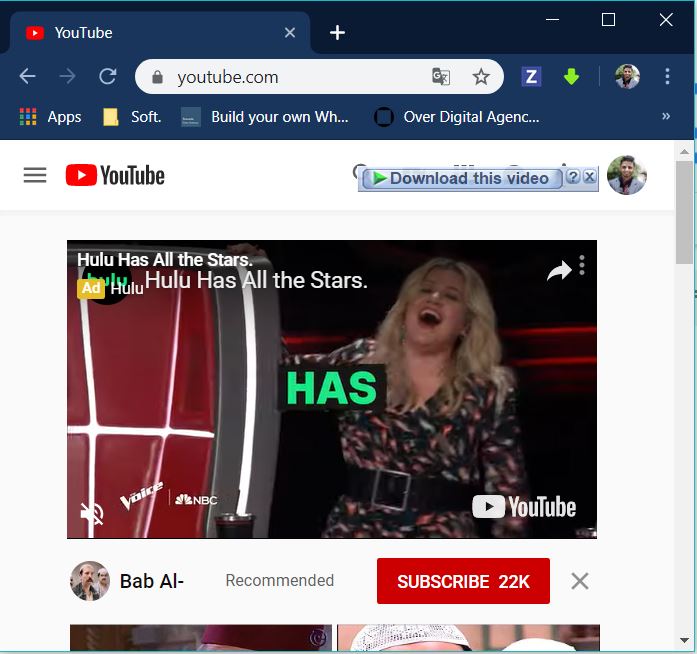 YouTube
youtube.com
Z
Apps
Soft.
Build your own Wh...
Over Digital Agenc...
»
YouTube
Download this video
?
Hulu Has All the Stars.
hulu
Hulu Has All the Stars.
Ad
Hulu
HAS
The Voice
NBC
YouTube
Bab Al-
Recommended
SUBSCRIBE 22K